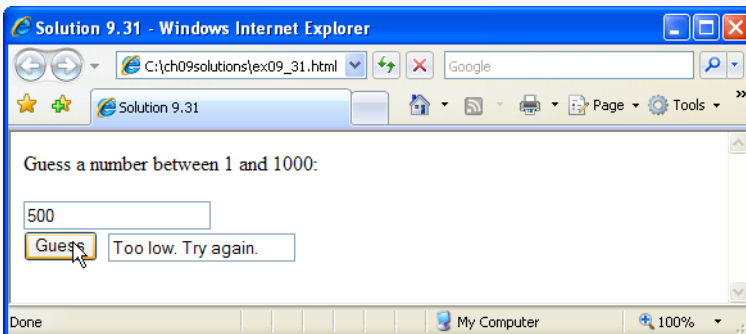 Solution 9.31 - Windows Internet Explorer
C:\ch09solutions\ex09_31.html Google
Solution 9.31 Page Tools »
Guess a number between 1 and 1000:
500
Guess Too low. Try again.
Done My Computer 100%